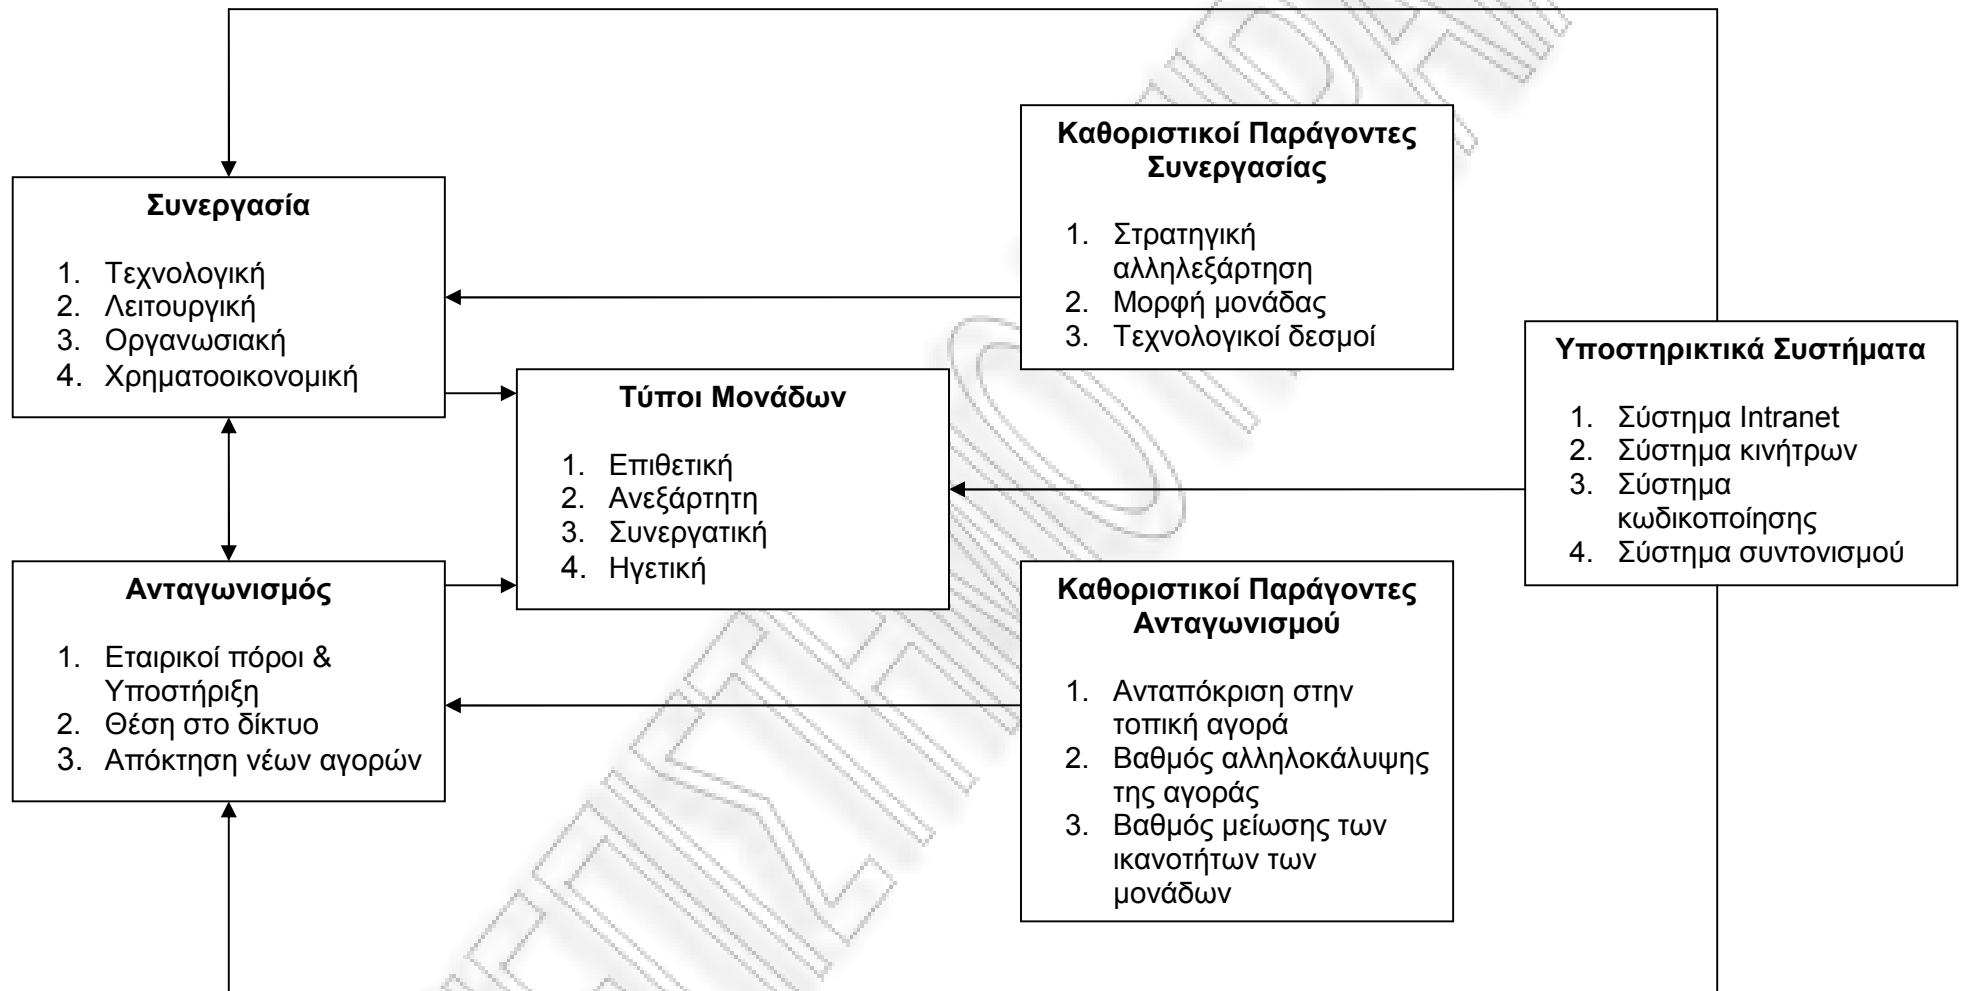 Συνεργασία
1. Τεχνολογική
2. Λειτουργική
3. Οργανωσιακή
4. Χρηματοοικονομική
Ανταγωνισμός
1. Εταιρικοί πόροι &
Υποστήριξη
2. Θέση στο δίκτυο
3. Απόκτηση νέων αγορών
Τύποι Μονάδων
1. Επιθετική
2. Ανεξάρτητη
3. Συνεργατική
4. Ηγετική
Καθοριστικοί Παράγοντες
Συνεργασίας
1. Στρατηγική
αλληλεξάρτηση
2. Μορφή μονάδας
3. Τεχνολογικοί δεσμοί
Καθοριστικοί Παράγοντες
Ανταγωνισμού
1. Ανταπόκριση στην
τοπική αγορά
2. Βαθμός αλληλοκάλυψης
της αγοράς
3. Βαθμός μείωσης των
ικανοτήτων των
μονάδων
Υποστηρικτικά Συστήματα
1. Σύστημα Intranet
2. Σύστημα κινήτρων
3. Σύστημα
κωδικοποίησης
4. Σύστημα συντονισμού